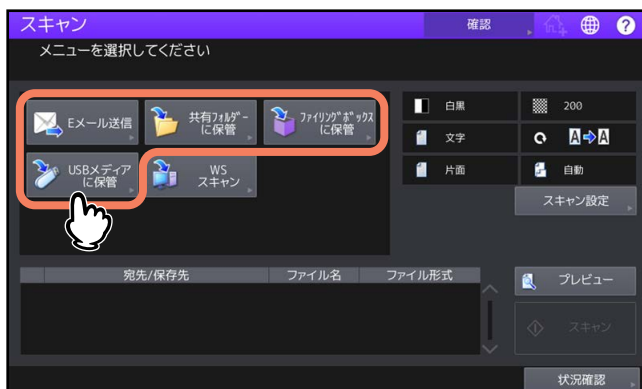 スキャン
確認
?
メニューを選択してください
Eメール送信
共有フォルダー
に保管
ファイリングボックス
に保管
USBメディア
に保管
WS
スキャン
白黒
200
文字
A A
片面
自動
スキャン設定
宛先/保存先 ファイル名 ファイル形式
プレビュー
スキャン
状況確認